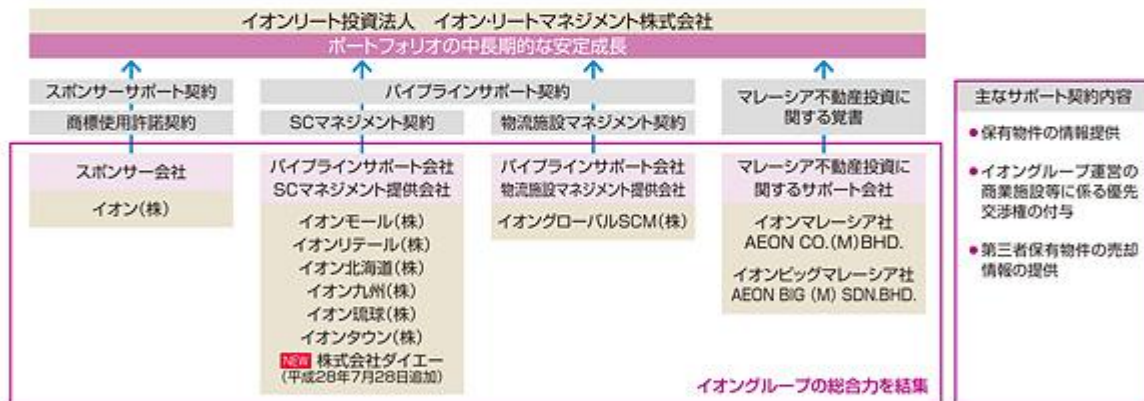 イオンリート投資法人　イオン・リートマネジメント株式会社
ポートフォリオの中長期的な安定成長
スポンサーサポート契約
商標使用許諾契約
パイプラインサポート契約
SCマネジメント契約
物流施設マネジメント契約
マレーシア不動産投資に
関する覚書
スポンサー会社
イオン(株)
パイプラインサポート会社
SCマネジメント提供会社
イオンモール(株)
イオンリテール(株)
イオン北海道(株)
イオン九州(株)
イオン琉球(株)
イオンタウン(株)
NEW 株式会社ダイエー
(平成28年7月28日追加)
パイプラインサポート会社
物流施設マネジメント提供会社
イオングローバルSCM(株)
マレーシア不動産投資に
関するサポート会社
イオンマレーシア社
AEON CO.(M)BHD.
イオンビッグマレーシア社
AEON BIG (M) SDN.BHD.
イオングループの総合力を結集
主なサポート契約内容
●保有物件の情報提供
●イオングループ運営の
商業施設等に係る優先
交渉権の付与
●第三者保有物件の売却
情報の提供